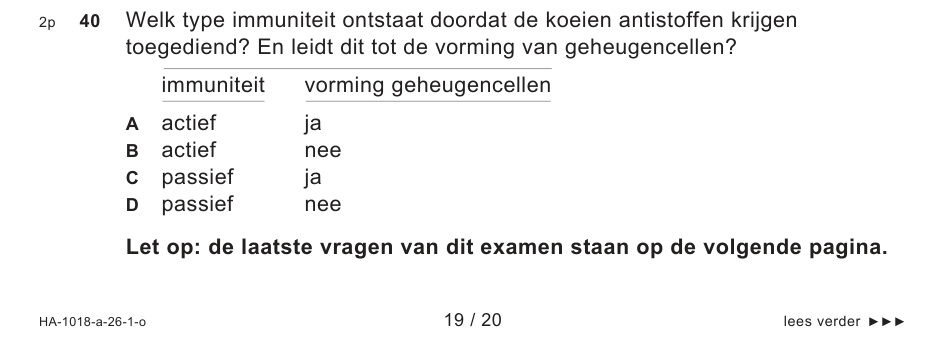 2p 40 Welk type immuniteit ontstaat doordat de koeien antistoffen krijgen
toegediend? En leidt dit tot de vorming van geheugencellen?
immuniteit vorming geheugencellen
A actief ja
B actief nee
C passief ja
D passief nee
Let op: de laatste vragen van dit examen staan op de volgende pagina.
HA-1018-a-26-1-o 19 / 20 lees verder ►►►